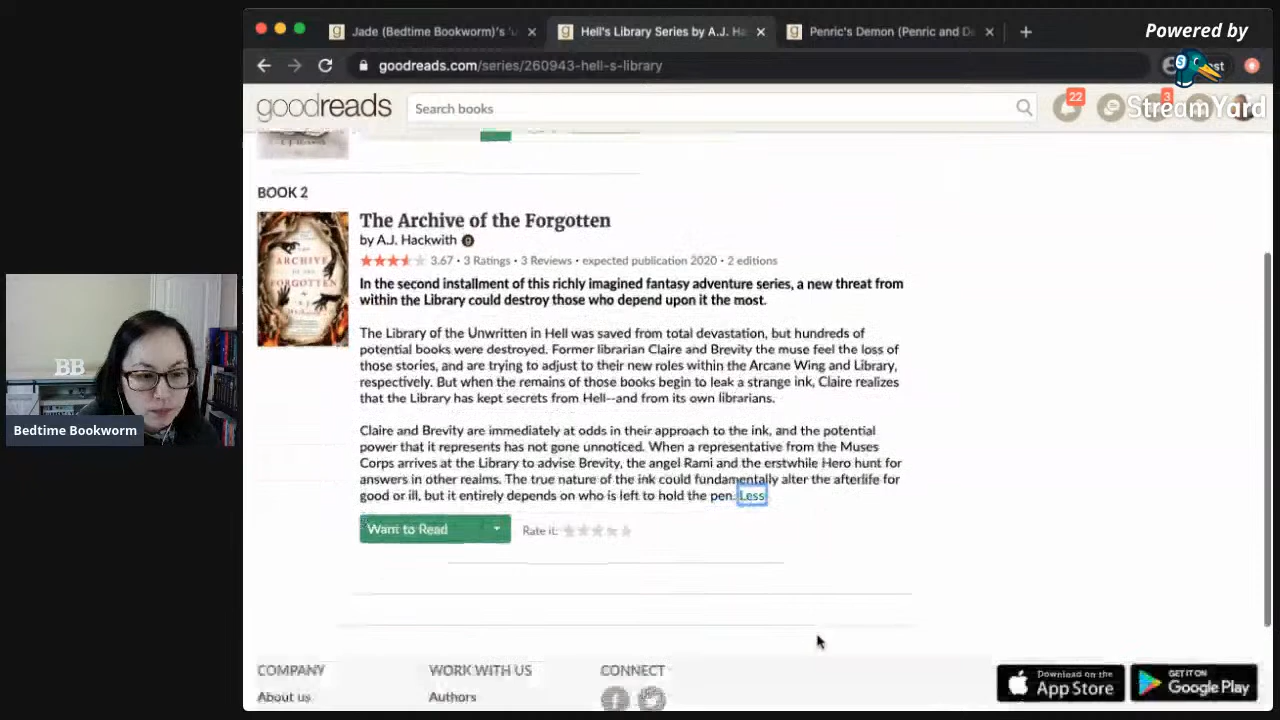 Powered by
StreamYard
Jade (Bedtime Bookworm)'s
Hell's Library Series by A.J. Ha
Penric's Demon (Penric and D
goodreads.com/series/260943-hell-s-library
goodreads
Search books
22
3
BOOK 2
The Archive of the Forgotten
by A.J. Hackwith
3.67 · 3 Ratings · 3 Reviews · expected publication 2020 · 2 editions
In the second installment of this richly imagined fantasy adventure series, a new threat from
within the Library could destroy those who depend upon it the most.
The Library of the Unwritten in Hell was saved from total devastation, but hundreds of
potential books were destroyed. Former librarian Claire and Brevity the muse feel the loss of
those stories, and are trying to adjust to their new roles within the Arcane Wing and Library,
respectively. But when the remains of those books begin to leak a strange ink, Claire realizes
that the Library has kept secrets from Hell--and from its own librarians.
Claire and Brevity are immediately at odds in their approach to the ink, and the potential
power that it represents has not gone unnoticed. When a representative from the Muses
Corps arrives at the Library to advise Brevity, the angel Rami and the erstwhile Hero hunt for
answers in other realms. The true nature of the ink could fundamentally alter the afterlife for
good or ill, but it entirely depends on who is left to hold the pen. Less
Want to Read
Rate it:
THE
ARCHIVE
OF THE
FORGOTTEN
BB
Bedtime Bookworm
COMPANY
WORK WITH US
CONNECT
About us
Authors
Download on the
App Store
GET IT ON
Google Play